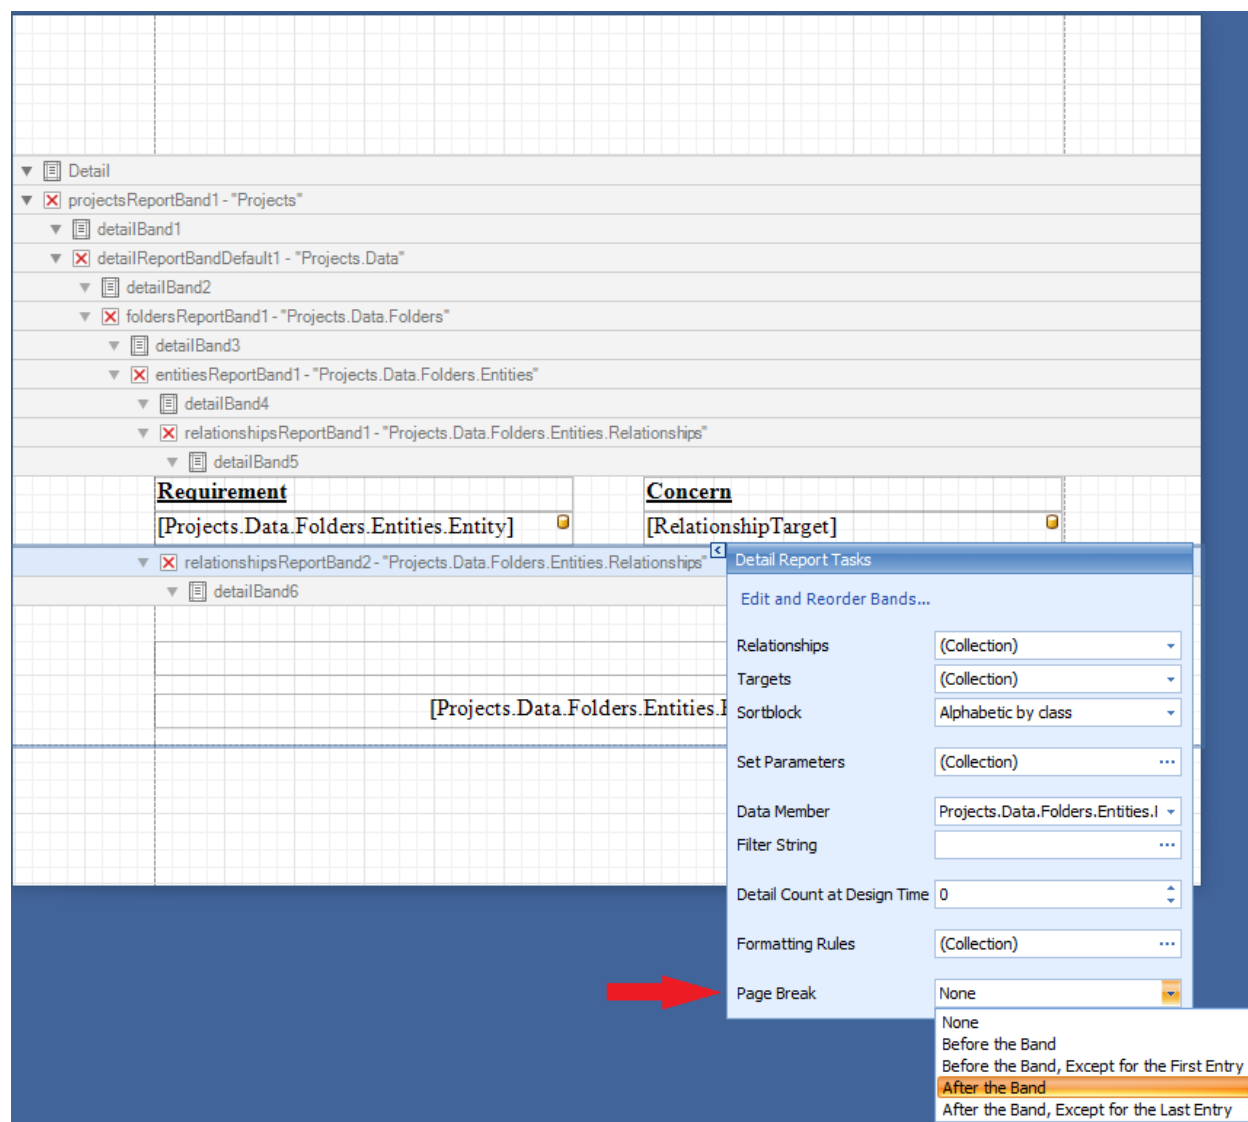 Detail
projectsReportBand1 - "Projects"
detailBand1
detailReportBandDefault1 - "Projects.Data"
detailBand2
foldersReportBand1 - "Projects.Data.Folders"
detailBand3
entitiesReportBand1 - "Projects.Data.Folders.Entities"
detailBand4
relationshipsReportBand1 - "Projects.Data.Folders.Entities.Relationships"
detailBand5
Requirement Concern
[Projects.Data.Folders.Entities.Entity] [RelationshipTarget]
relationshipsReportBand2 - "Projects.Data.Folders.Entities.Relationships"
detailBand6
[Projects.Data.Folders.Entities.
Detail Report Tasks
Edit and Reorder Bands...
Relationships (Collection)
Targets (Collection)
Sortblock Alphabetic by class
Set Parameters (Collection) ...
Data Member Projects.Data.Folders.Entities.
Filter String ...
Detail Count at Design Time 0
Formatting Rules (Collection) ...
Page Break None
None
Before the Band
Before the Band, Except for the First Entry
After the Band
After the Band, Except for the Last Entry